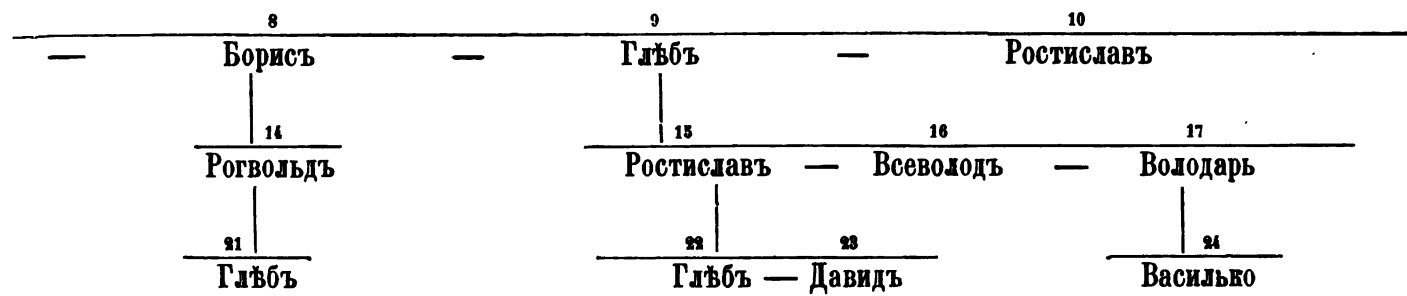 8 9 10
— Борисъ — Глѣбъ — Ростиславъ
14 15 16 17
Рогвольдъ Ростиславъ — Всеволодъ — Володарь
21 22 23 24
Глѣбъ Глѣбъ — Давидъ Василько